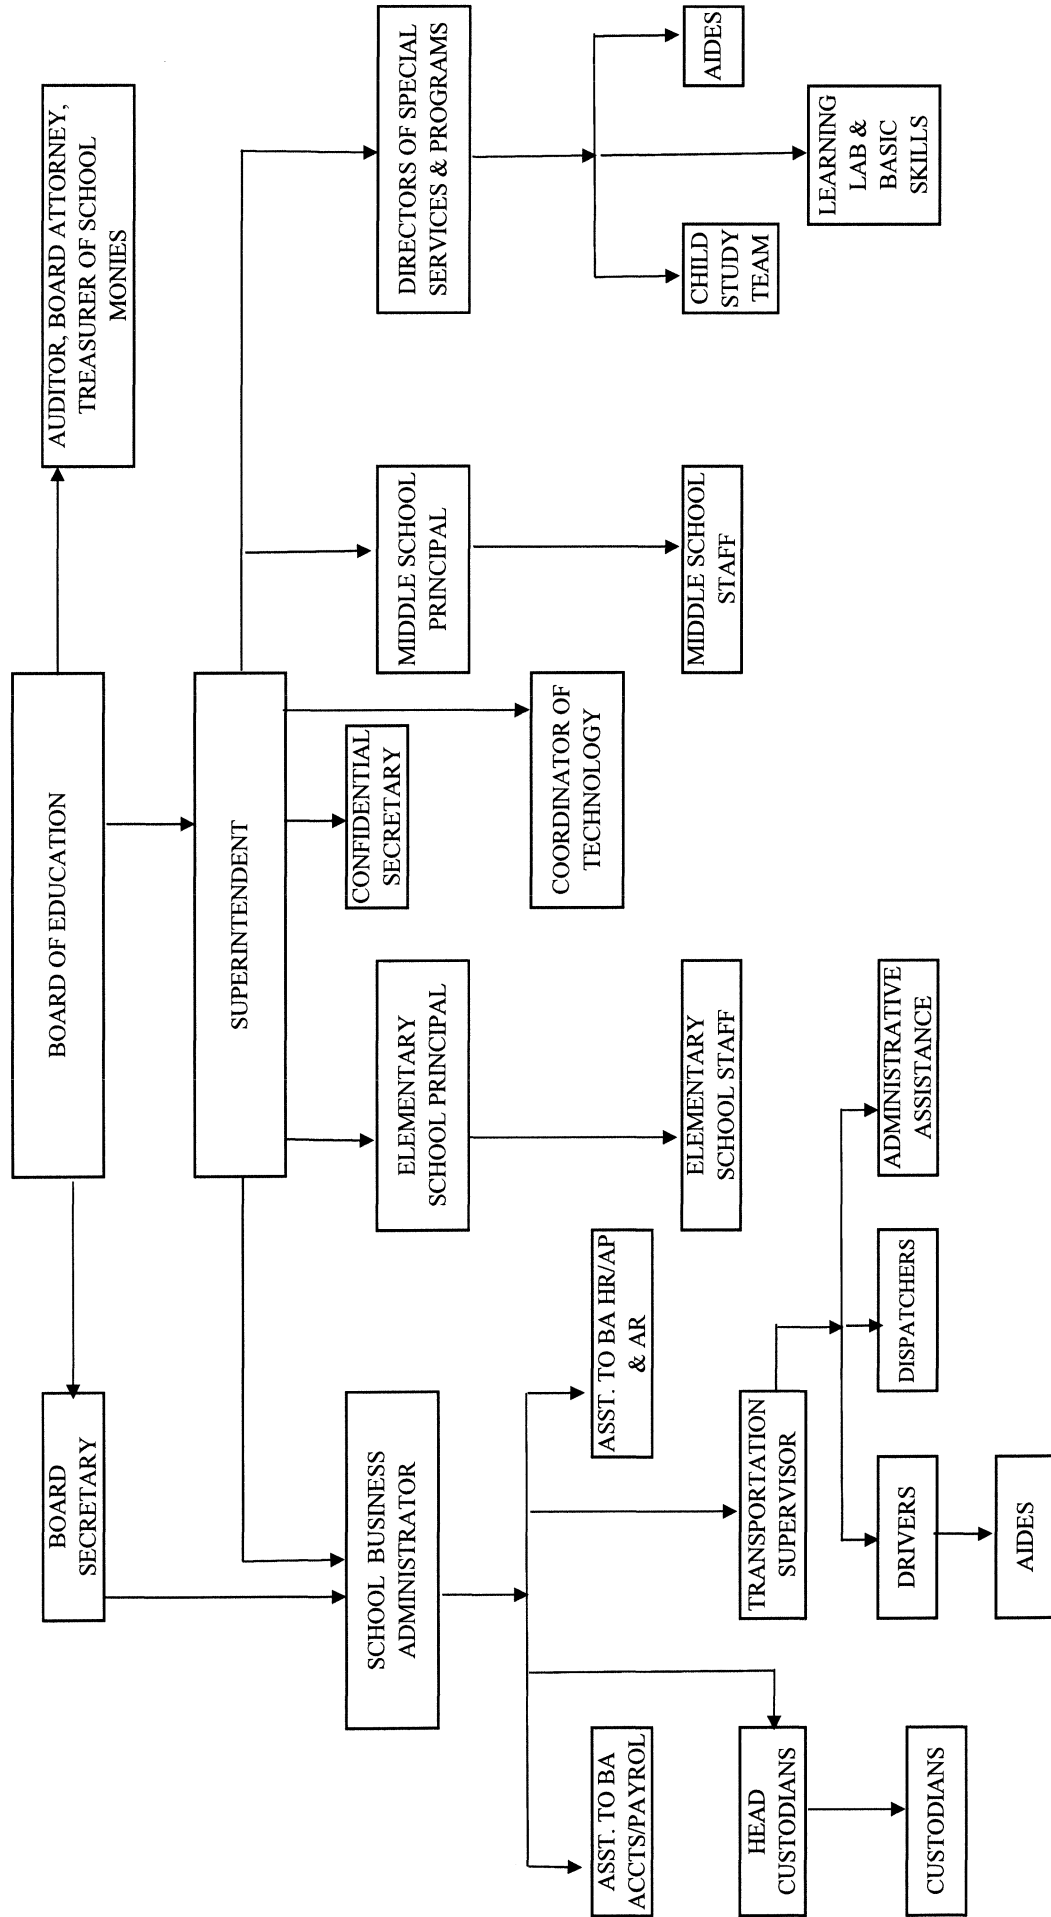 BOARD OF EDUCATION
BOARD
SECRETARY
AUDITOR, BOARD ATTORNEY,
TREASURER OF SCHOOL
MONIES
SUPERINTENDENT
SCHOOL BUSINESS
ADMINISTRATOR
ELEMENTARY
SCHOOL PRINCIPAL
CONFIDENTIAL
SECRETARY
MIDDLE SCHOOL
PRINCIPAL
DIRECTORS OF SPECIAL
SERVICES & PROGRAMS
COORDINATOR OF
TECHNOLOGY
ASST. TO BA
ACCTS/PAYROL
ASST. TO BA HR/AP
& AR
ELEMENTARY
SCHOOL STAFF
MIDDLE SCHOOL
STAFF
CHILD
STUDY
TEAM
AIDES
HEAD
CUSTODIANS
TRANSPORTATION
SUPERVISOR
LEARNING
LAB &
BASIC
SKILLS
CUSTODIANS
DRIVERS
DISPATCHERS
ADMINISTRATIVE
ASSISTANCE
AIDES